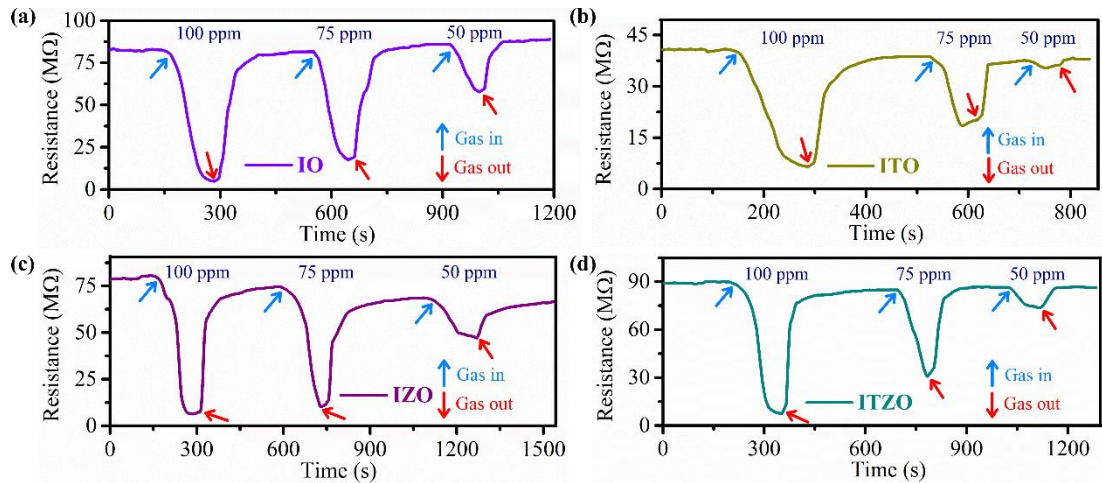 (a)
100 ppm
75 ppm
50 ppm
100
75
50
25
0
Resistance (MΩ)
IO
Gas in
Gas out
0
300
600
900
1200
Time (s)
(b)
100 ppm
75 ppm
50 ppm
60
45
30
15
0
Resistance (MΩ)
ITO
Gas in
Gas out
0
200
400
600
800
Time (s)
(c)
100 ppm
75 ppm
50 ppm
75
50
25
0
Resistance (MΩ)
IZO
Gas in
Gas out
0
300
600
900
1200
1500
Time (s)
(d)
100 ppm
75 ppm
50 ppm
90
60
30
0
Resistance (MΩ)
ITZO
Gas in
Gas out
0
300
600
900
1200
Time (s)